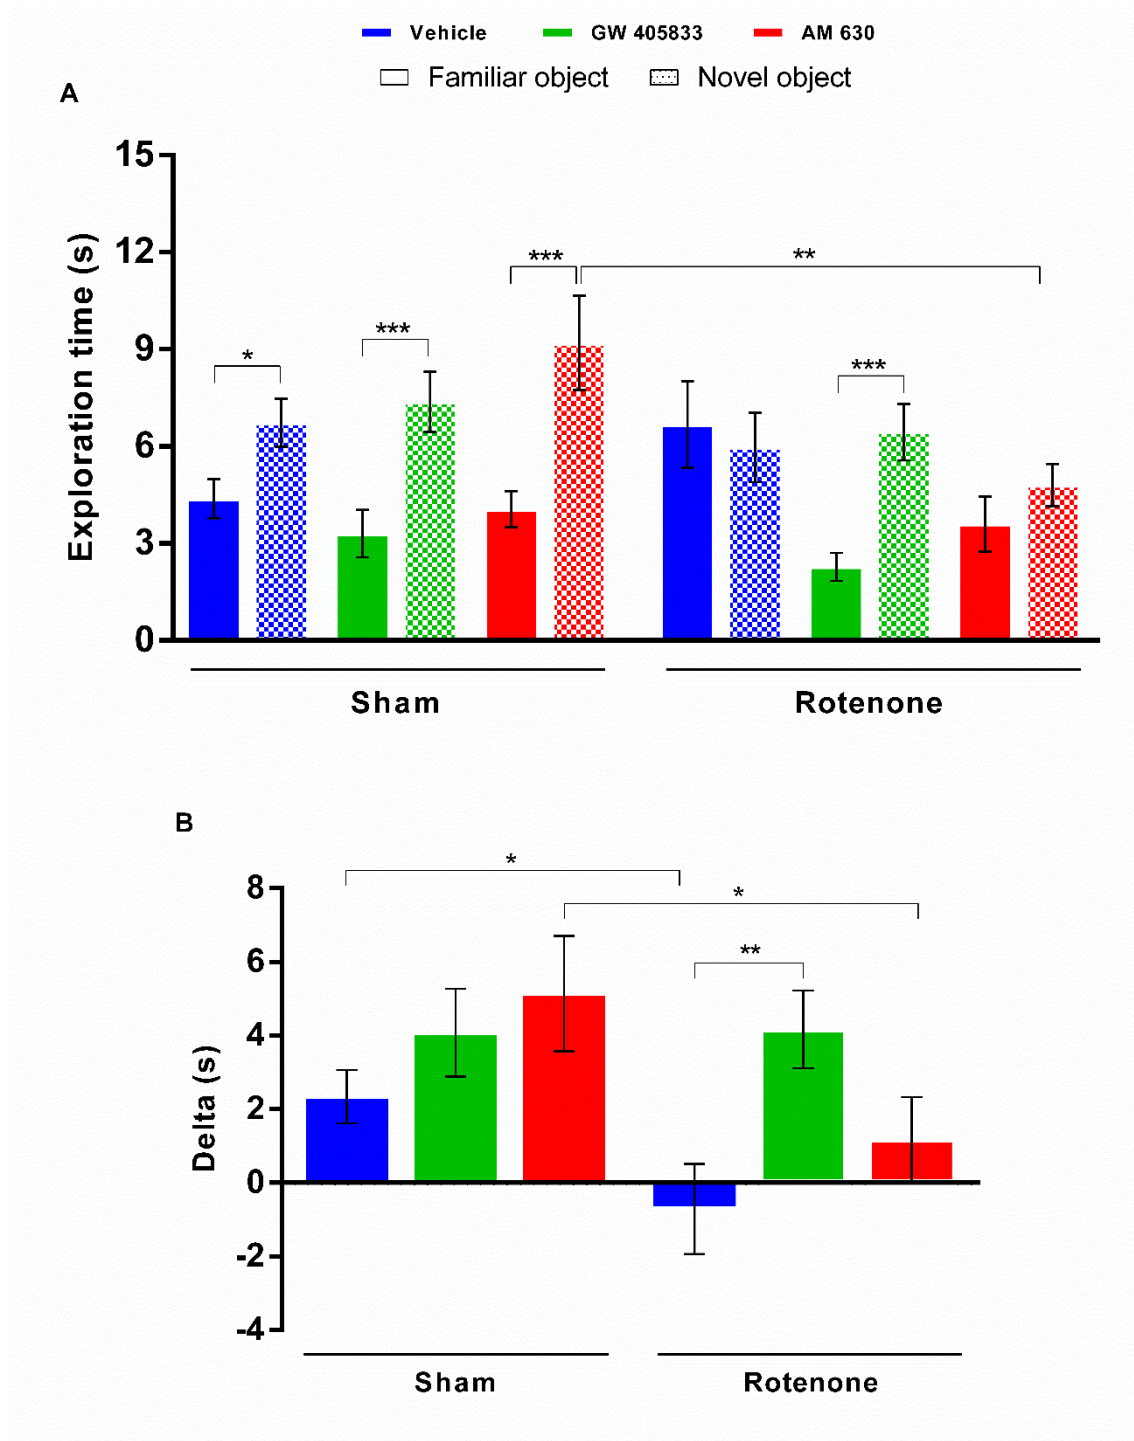 Vehicle GW 405833 AM 630
Familiar object Novel object
A
15
12
9
6
3
0
Exploration time (s)
*
***
***
**
***
Sham Rotenone
B
8
6
4
2
0
-2
-4
Delta (s)
*
*
**
Sham Rotenone